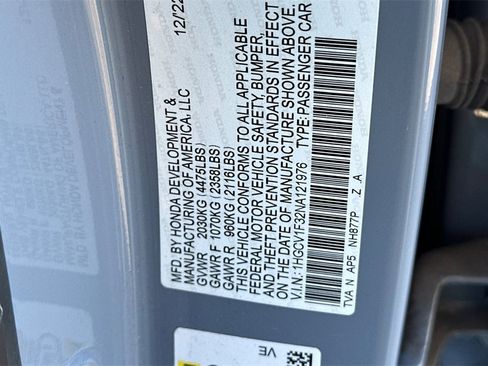 12/22
MFD. BY HONDA DEVELOPMENT &
MANUFACTURING OF AMERICA, LLC
GVWR 2030KG (4475LBS)
GAWR F 1070KG (2358LBS)
GAWR R 960KG (2116LBS)
THIS VEHICLE CONFORMS TO ALL APPLICABLE
FEDERAL MOTOR VEHICLE SAFETY, BUMPER,
AND THEFT PREVENTION STANDARDS IN EFFECT
ON THE DATE OF MANUFACTURE SHOWN ABOVE.
V.I.N.: 1HGCV1F32NA121976 TYPE:PASSENGER CAR
TVA N AP5 NH877P Z .A
VE